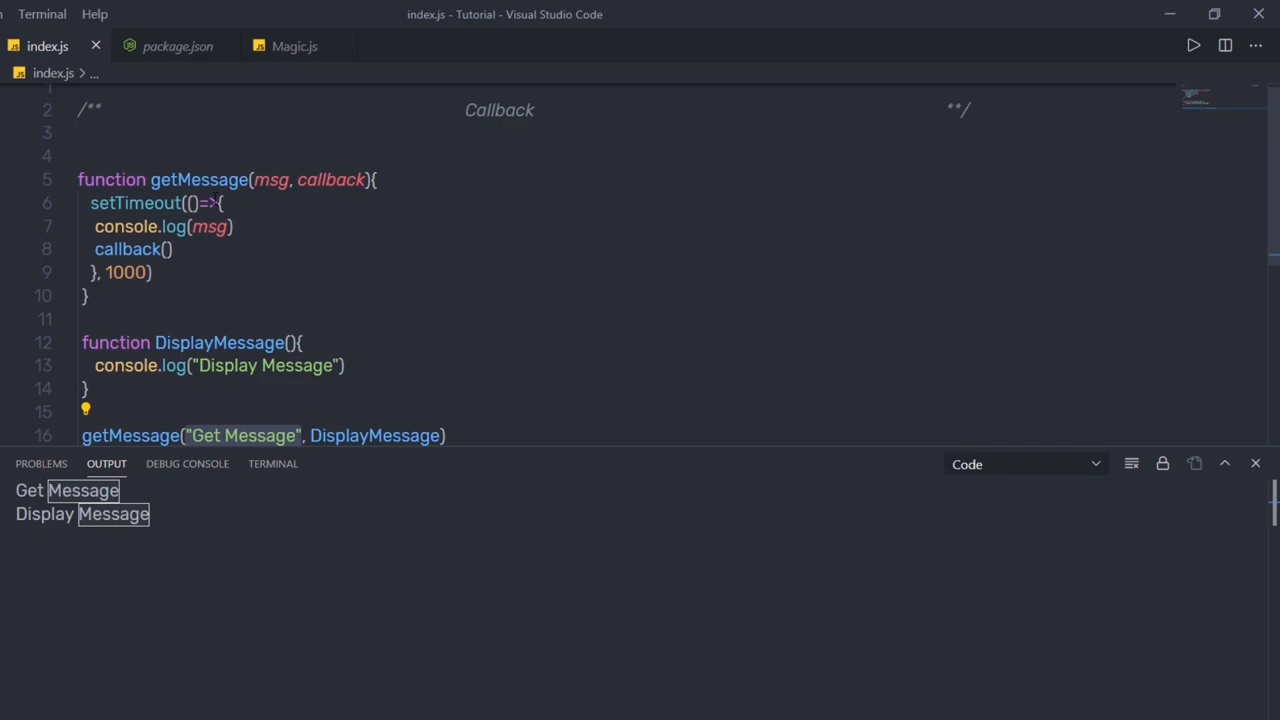 Terminal Help index.js - Tutorial - Visual Studio Code
index.js package.json Magic.js
index.js > ...
1
2 /** Callback **/
3
4
5 function getMessage(msg, callback){
6 setTimeout(()=>{
7 console.log(msg)
8 callback()
9 }, 1000)
10 }
11
12 function DisplayMessage(){
13 console.log("Display Message")
14 }
15
16 getMessage("Get Message", DisplayMessage)
PROBLEMS OUTPUT DEBUG CONSOLE TERMINAL Code
Get Message
Display Message